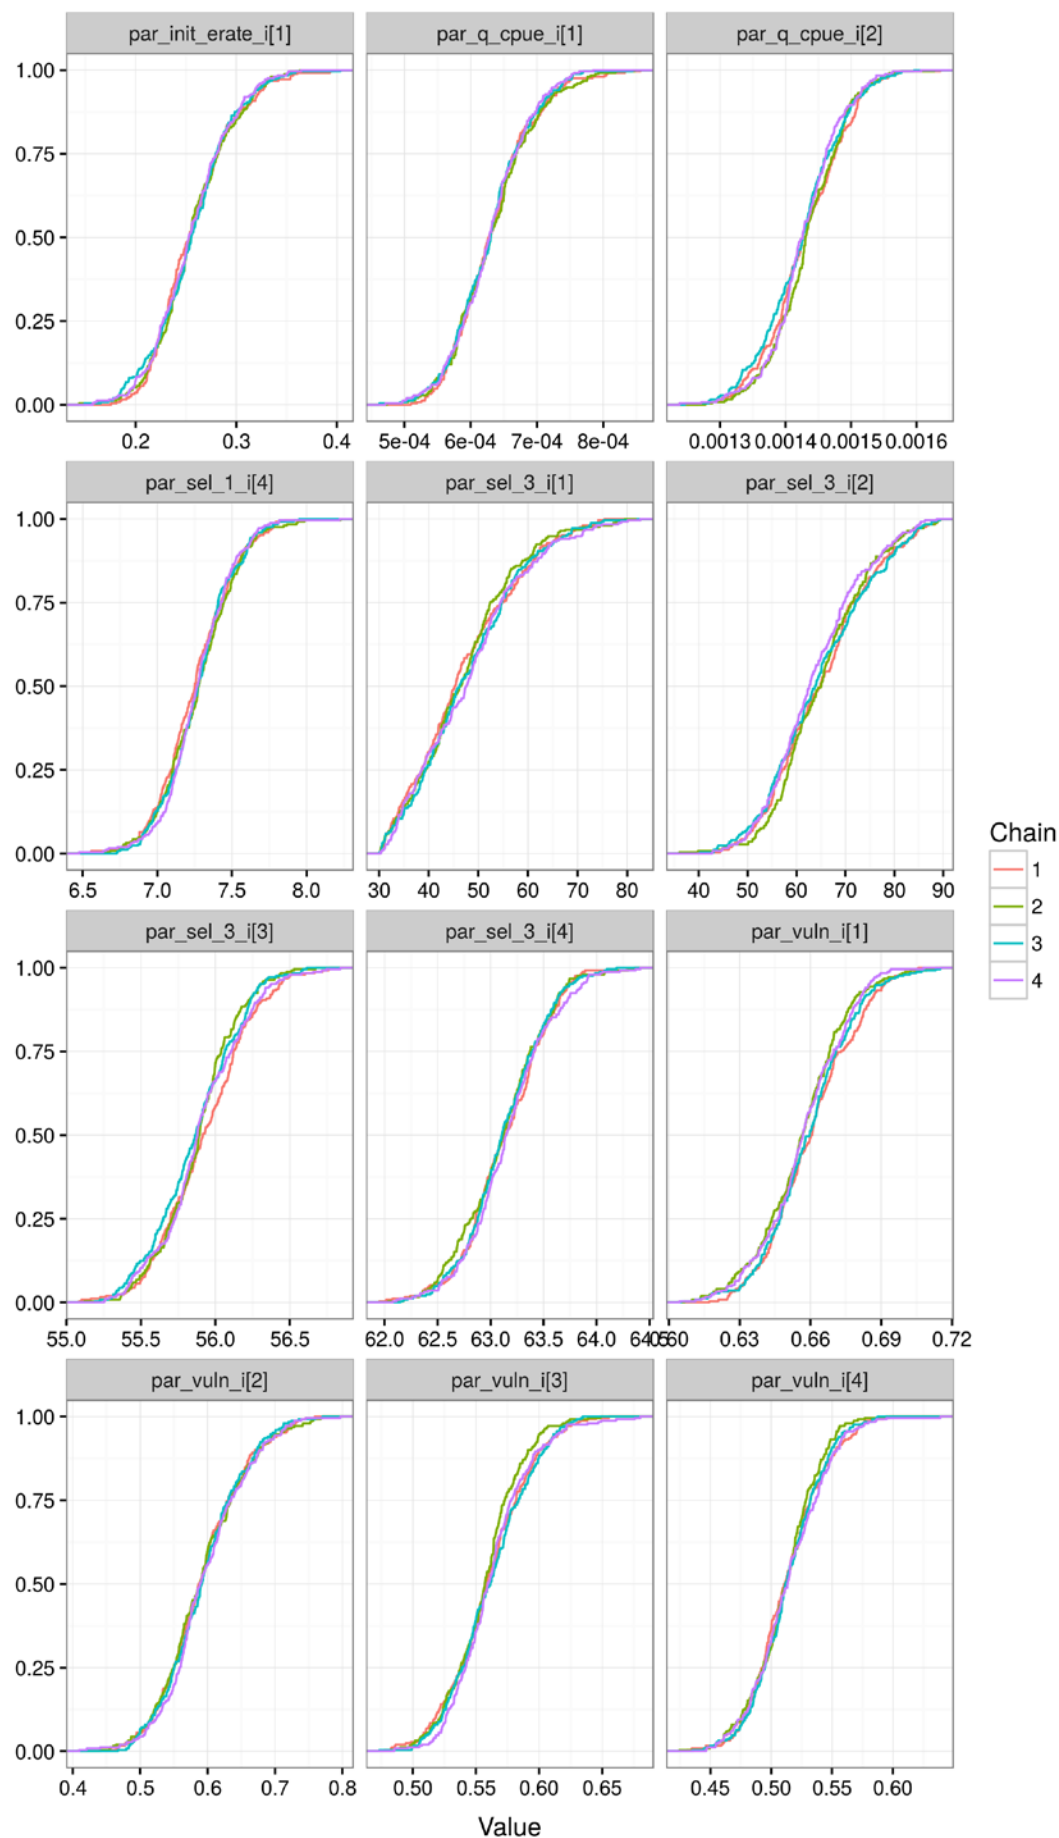 par_init_erate_i[1] par_q_cpue_i[1] par_q_cpue_i[2]
1.00
0.75
0.50
0.25
0.00
0.2 0.3 0.4 5e-04 6e-04 7e-04 8e-04 0.0013 0.0014 0.0015 0.0016
par_sel_1_i[4] par_sel_3_i[1] par_sel_3_i[2]
1.00
0.75
0.50
0.25
0.00
6.5 7.0 7.5 8.0 30 40 50 60 70 80 40 50 60 70 80 90
Chain
1
2
3
4
par_sel_3_i[3] par_sel_3_i[4] par_vuln_i[1]
1.00
0.75
0.50
0.25
0.00
55.0 55.5 56.0 56.5 62.0 62.5 63.0 63.5 64.0 64.5 0.60 0.63 0.66 0.69 0.72
par_vuln_i[2] par_vuln_i[3] par_vuln_i[4]
1.00
0.75
0.50
0.25
0.00
0.4 0.5 0.6 0.7 0.8 0.50 0.55 0.60 0.65 0.45 0.50 0.55 0.60
Value